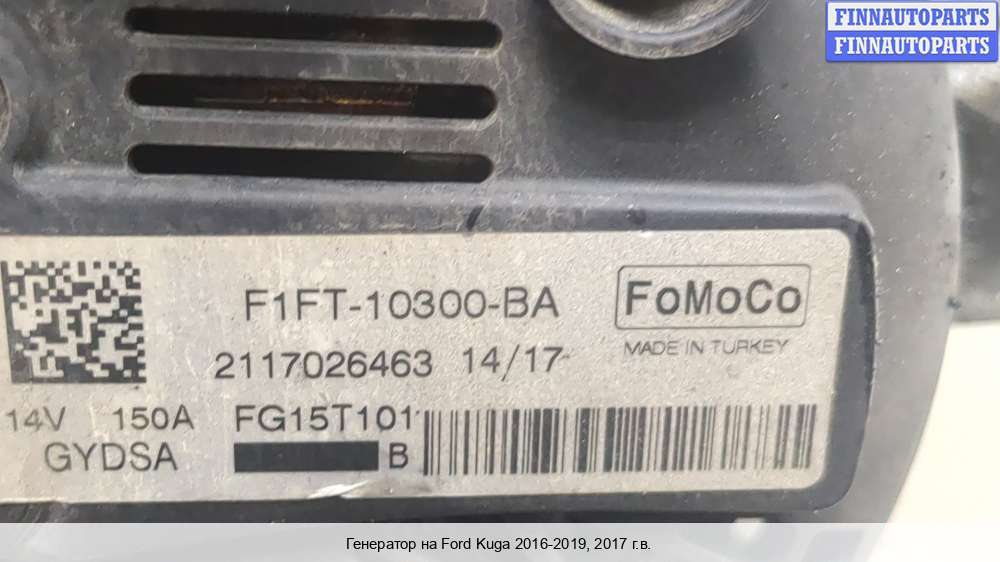 FINNAUTOPARTS
FINNAUTOPARTS
F1FT-10300-BA
FoMoCo
2117026463 14/17
MADE IN TURKEY
14V 150A FG15T101
GYDSA B
Генератор на Ford Kuga 2016-2019, 2017 г.в.